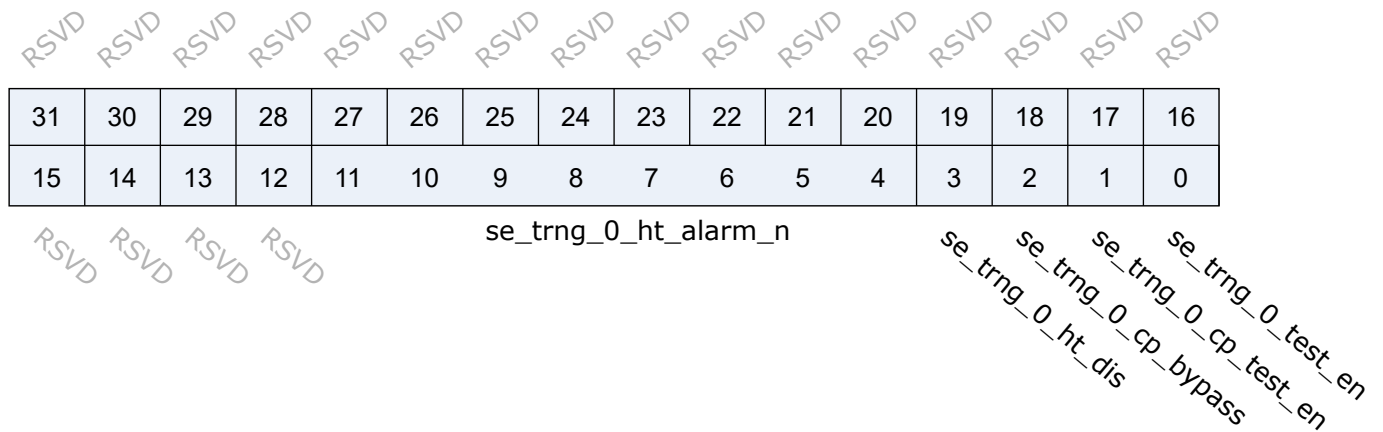 RSVD RSVD RSVD RSVD RSVD RSVD RSVD RSVD RSVD RSVD RSVD RSVD RSVD RSVD RSVD RSVD
31 30 29 28 27 26 25 24 23 22 21 20 19 18 17 16
15 14 13 12 11 10 9 8 7 6 5 4 3 2 1 0
RSVD RSVD RSVD RSVD se_trng_0_ht_alarm_n se_trng_0_ht_dis se_trng_0_cp_bypass se_trng_0_cp_test_en se_trng_0_test_en